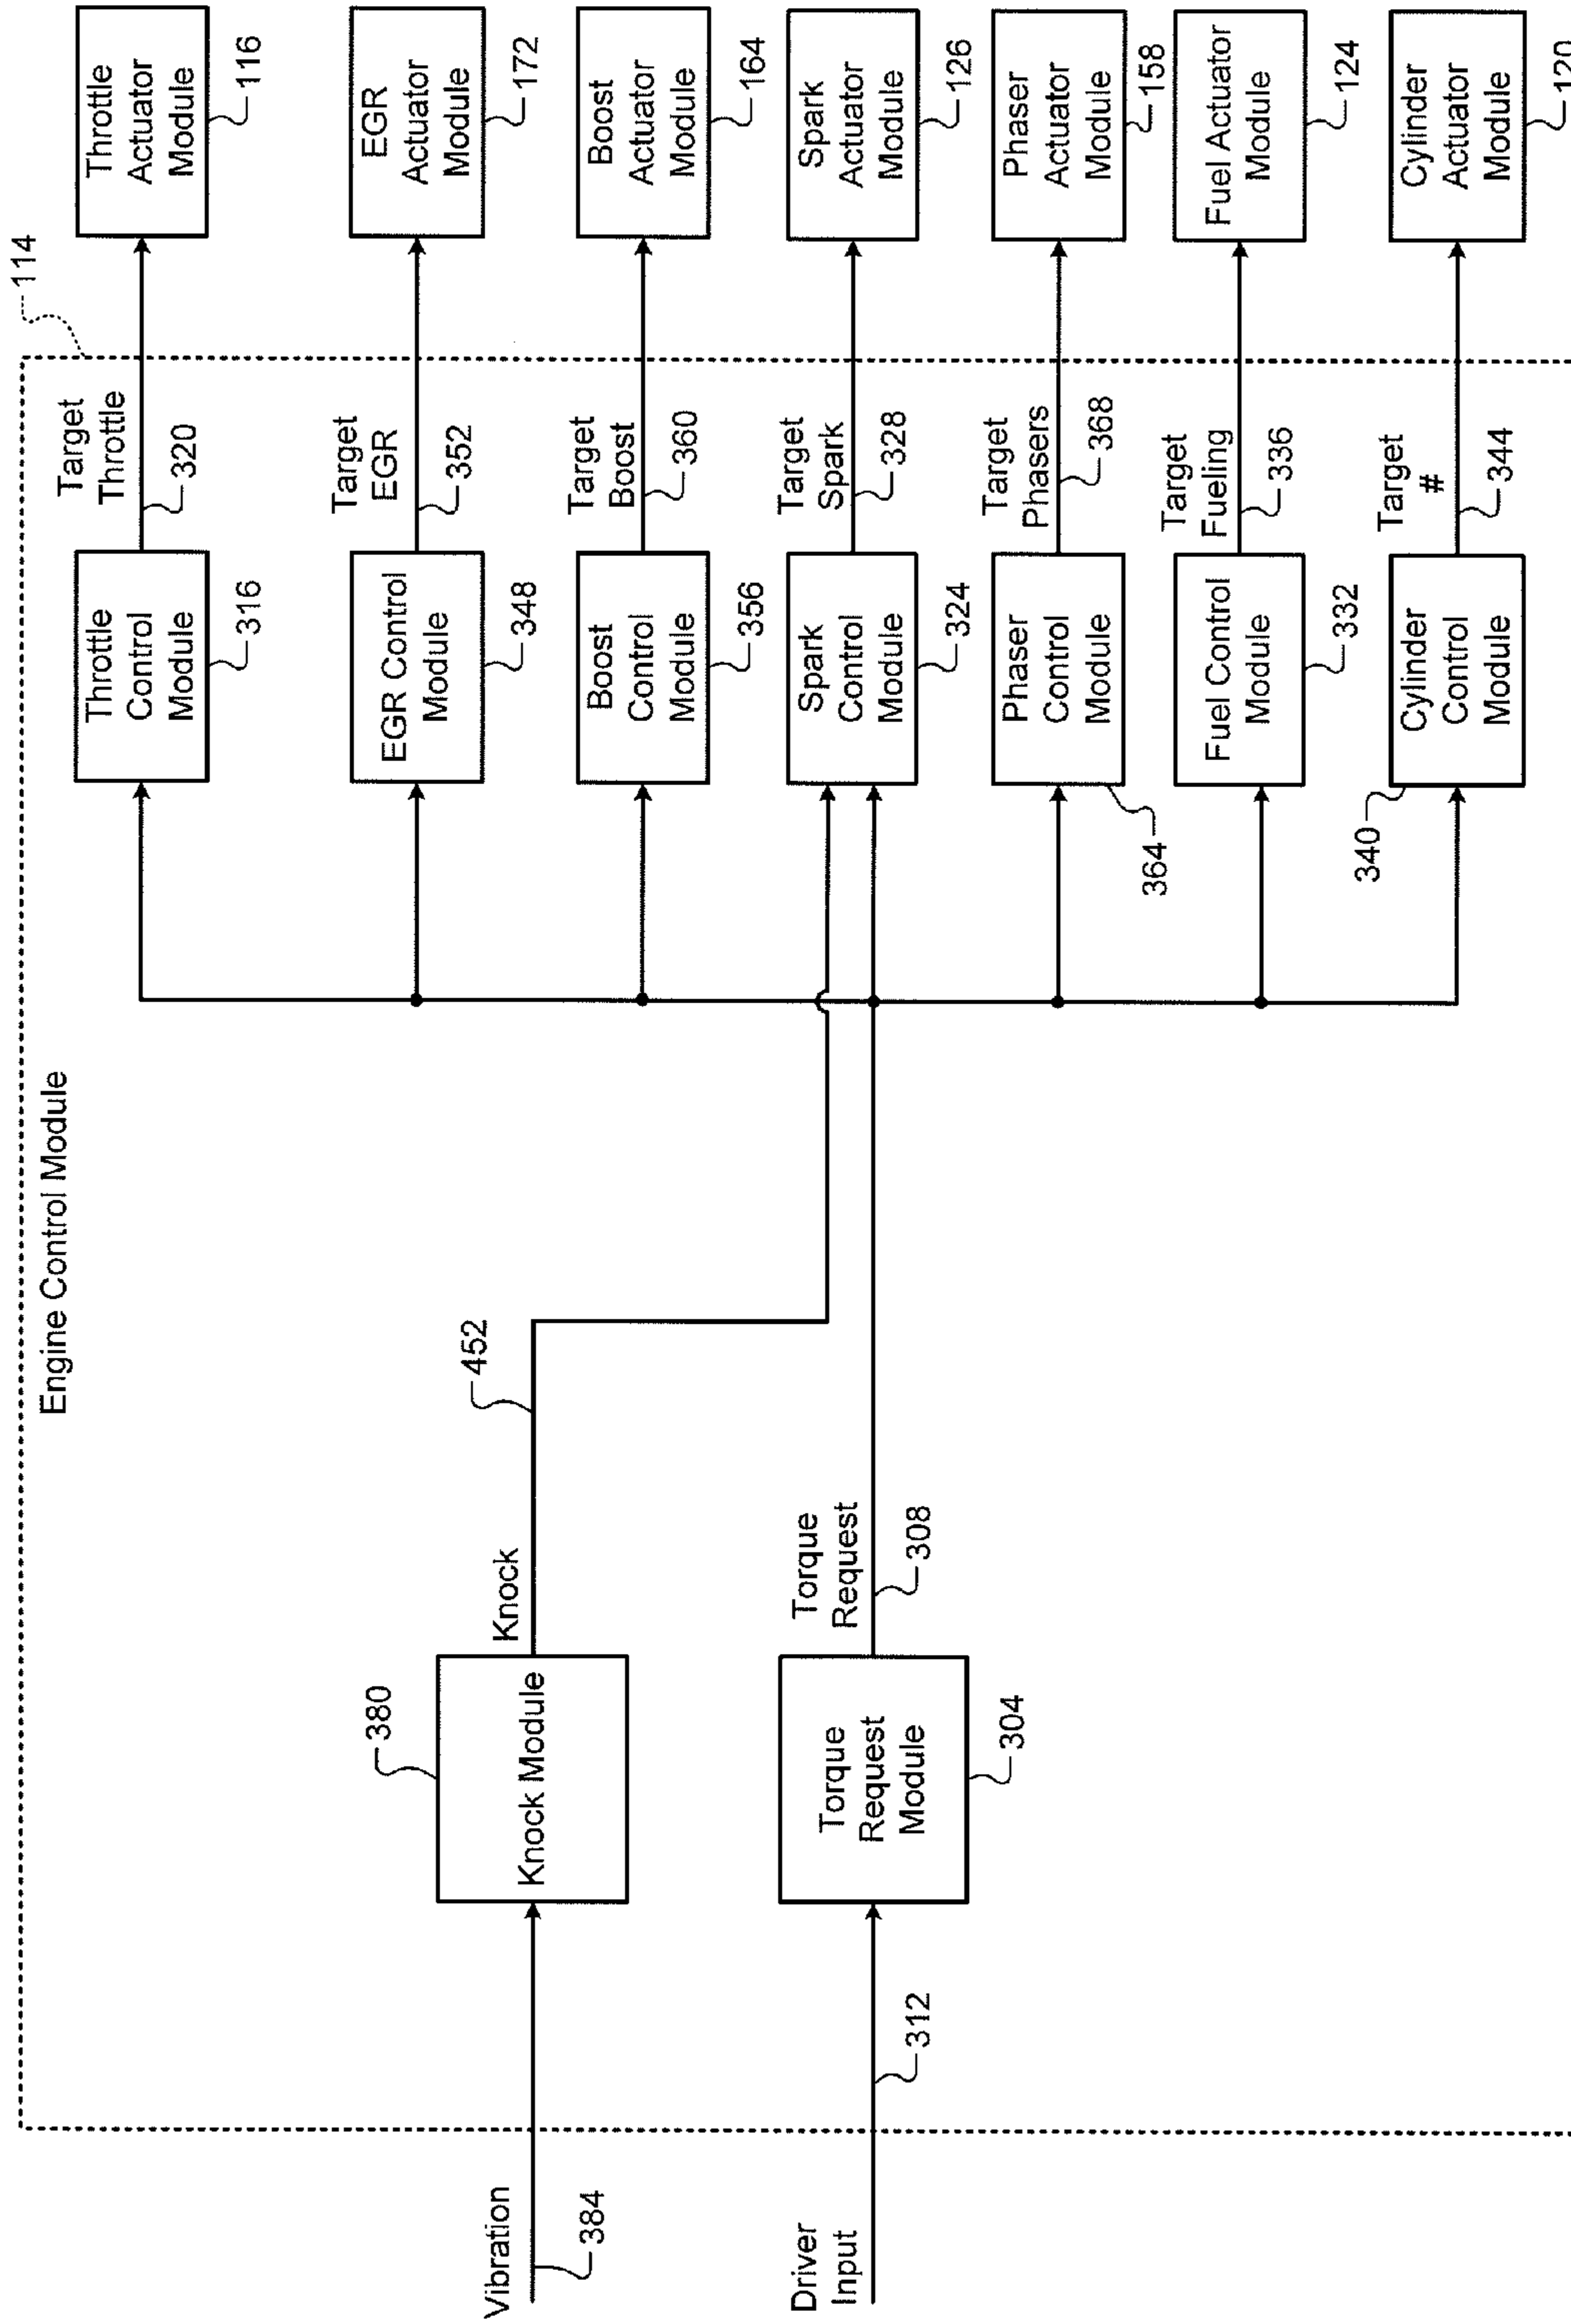 Engine Control Module
114
Throttle
Control
Module
316
Target
Throttle
320
Throttle
Actuator
Module
116
EGR Control
Module
348
Target
EGR
352
EGR
Actuator
Module
172
Vibration
384
380
Knock Module
Knock
452
Boost
Control
Module
356
Target
Boost
360
Boost
Actuator
Module
164
Driver
Input
312
Torque
Request
Module
304
Torque
Request
308
Spark
Control
Module
324
Target
Spark
328
Spark
Actuator
Module
126
Phaser
Control
Module
364
Target
Phasers
368
Phaser
Actuator
Module
158
Fuel Control
Module
332
Target
Fueling
336
Fuel Actuator
Module
124
340
Cylinder
Control
Module
Target
#
344
Cylinder
Actuator
Module
120